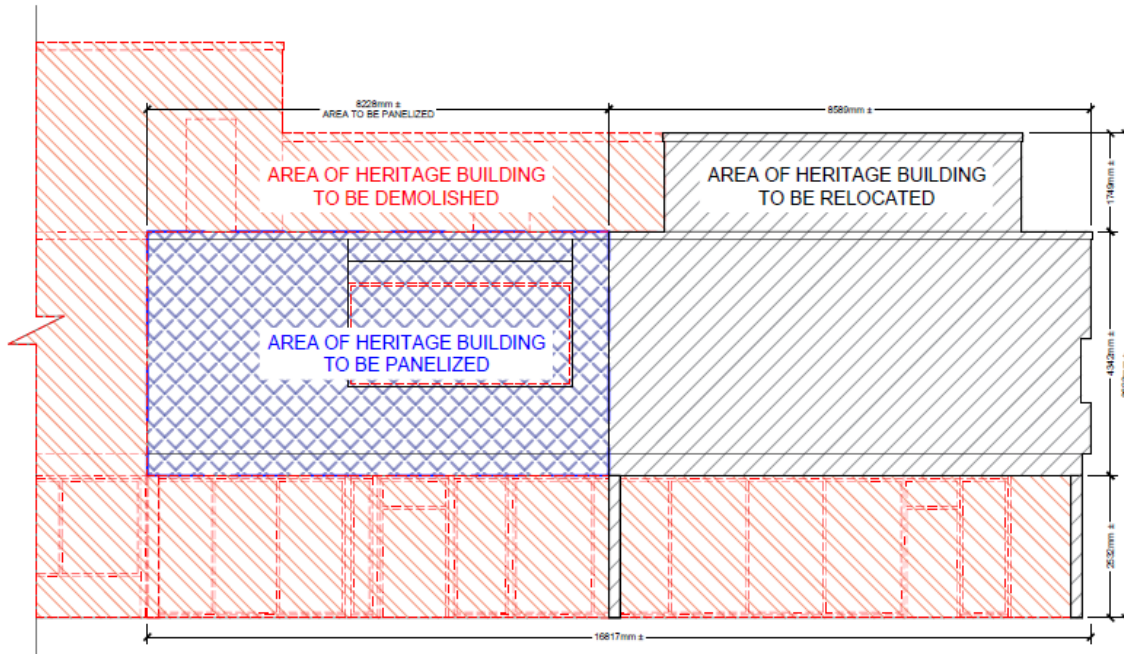 8228mm ±
AREA TO BE PANELIZED
8589mm ±
AREA OF HERITAGE BUILDING
TO BE DEMOLISHED
AREA OF HERITAGE BUILDING
TO BE RELOCATED
1749mm ±
AREA OF HERITAGE BUILDING
TO BE PANELIZED
4342mm ±
2532mm ±
16817mm ±